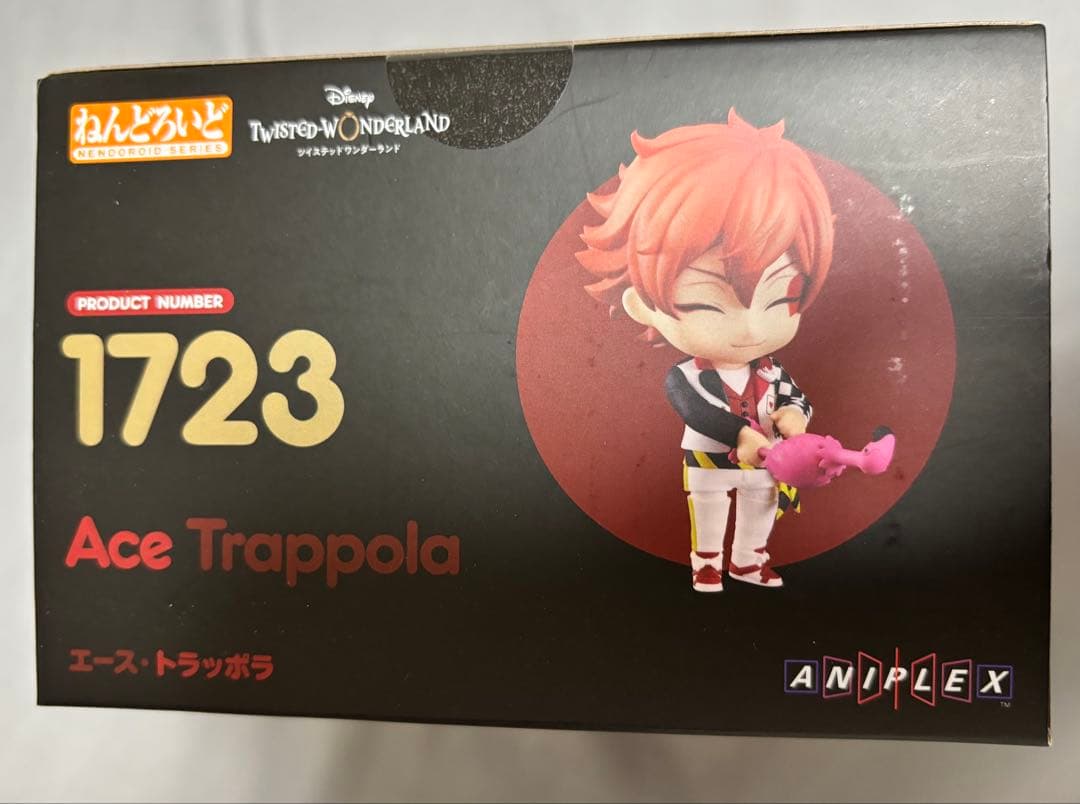 ねんどろいど
NENDOROID SERIES
Disney
TWISTED-WONDERLAND
ツイステッドワンダーランド
PRODUCT NUMBER
1723
Ace Trappola
エース・トラッポラ
ANIPLEX
TM